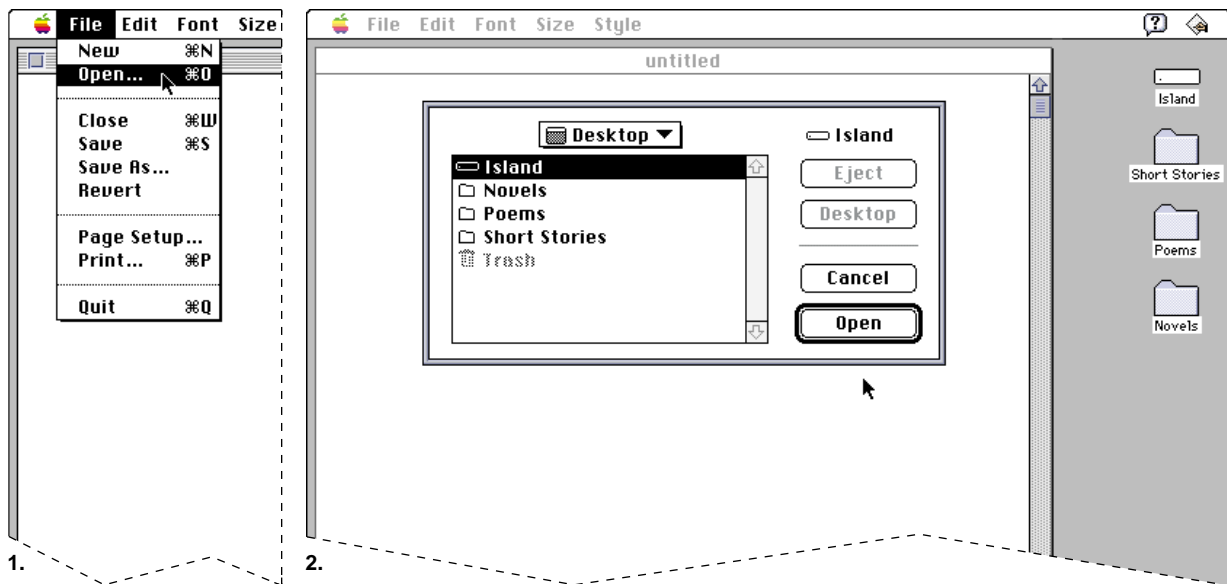 File Edit Font Size
New ⌘N
Open... ⌘O
Close ⌘W
Save ⌘S
Save As...
Revert
Page Setup...
Print... ⌘P
Quit ⌘Q
1.
File Edit Font Size Style
untitled
Desktop
Island
Novels
Poems
Short Stories
Trash
Island
Eject
Desktop
Cancel
Open
Island
Short Stories
Poems
Novels
2.